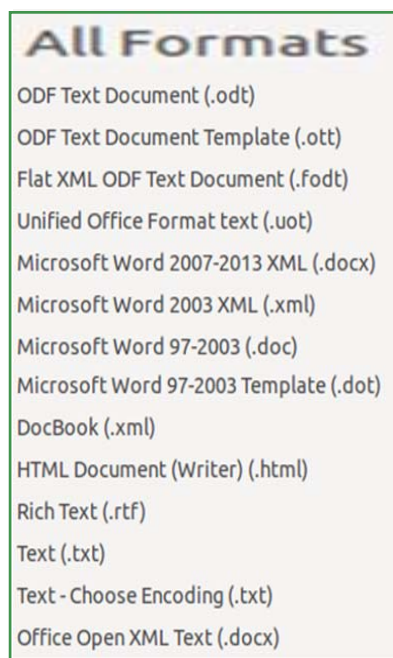 All Formats
ODF Text Document (.odt)
ODF Text Document Template (.ott)
Flat XML ODF Text Document (.fodt)
Unified Office Format text (.uot)
Microsoft Word 2007-2013 XML (.docx)
Microsoft Word 2003 XML (.xml)
Microsoft Word 97-2003 (.doc)
Microsoft Word 97-2003 Template (.dot)
DocBook (.xml)
HTML Document (Writer) (.html)
Rich Text (.rtf)
Text (.txt)
Text - Choose Encoding (.txt)
Office Open XML Text (.docx)